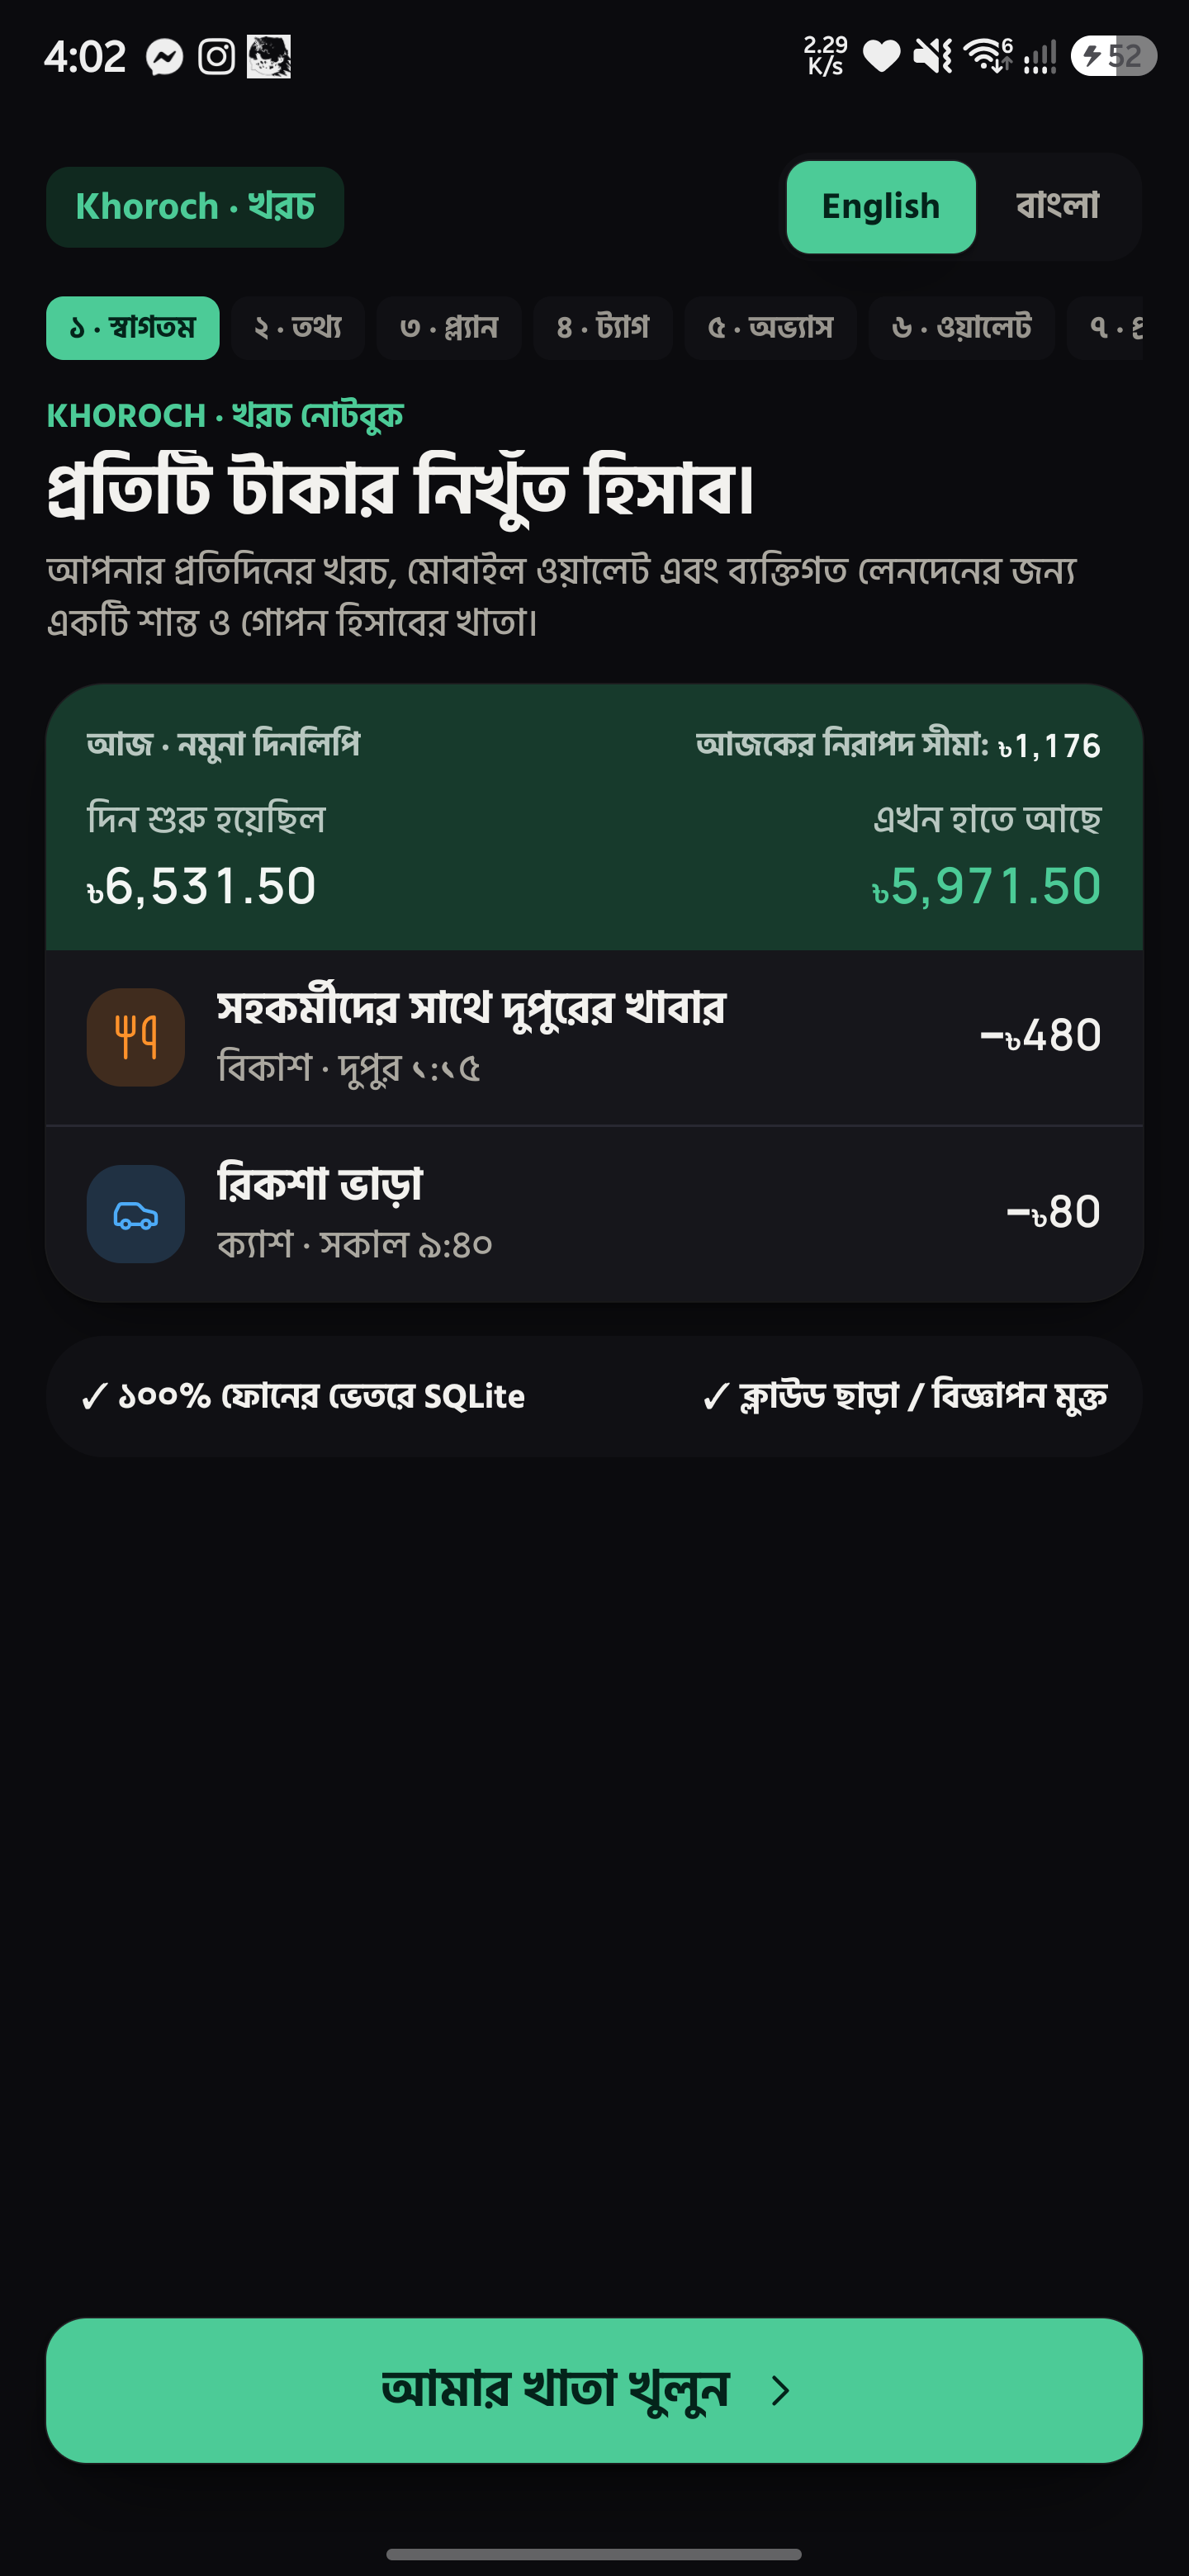 4:02 2.29 K/s 6 52
Khoroch · খরচ English বাংলা
১ · স্বাগতম ২ · তথ্য ৩ · প্ল্যান ৪ · ট্যাগ ৫ · অভ্যাস ৬ · ওয়ালেট ৭ ·
KHOROCH · খরচ নোটবুক
প্রতিটি টাকার নিখুঁত হিসাব।
আপনার প্রতিদিনের খরচ, মোবাইল ওয়ালেট এবং ব্যক্তিগত লেনদেনের জন্য
একটি শান্ত ও গোপন হিসাবের খাতা।
আজ · নমুনা দিনলিপি আজকের নিরাপদ সীমা: ৳1,176
দিন শুরু হয়েছিল এখন হাতে আছে
৳6,531.50 ৳5,971.50
সহকর্মীদের সাথে দুপুরের খাবার
বিকাশ · দুপুর ১:১৫ −৳480
রিকশা ভাড়া
ক্যাশ · সকাল ৯:৪০ −৳80
✓ ১০০% ফোনের ভেতরে SQLite ✓ ক্লাউড ছাড়া / বিজ্ঞাপন মুক্ত
আমার খাতা খুলুন